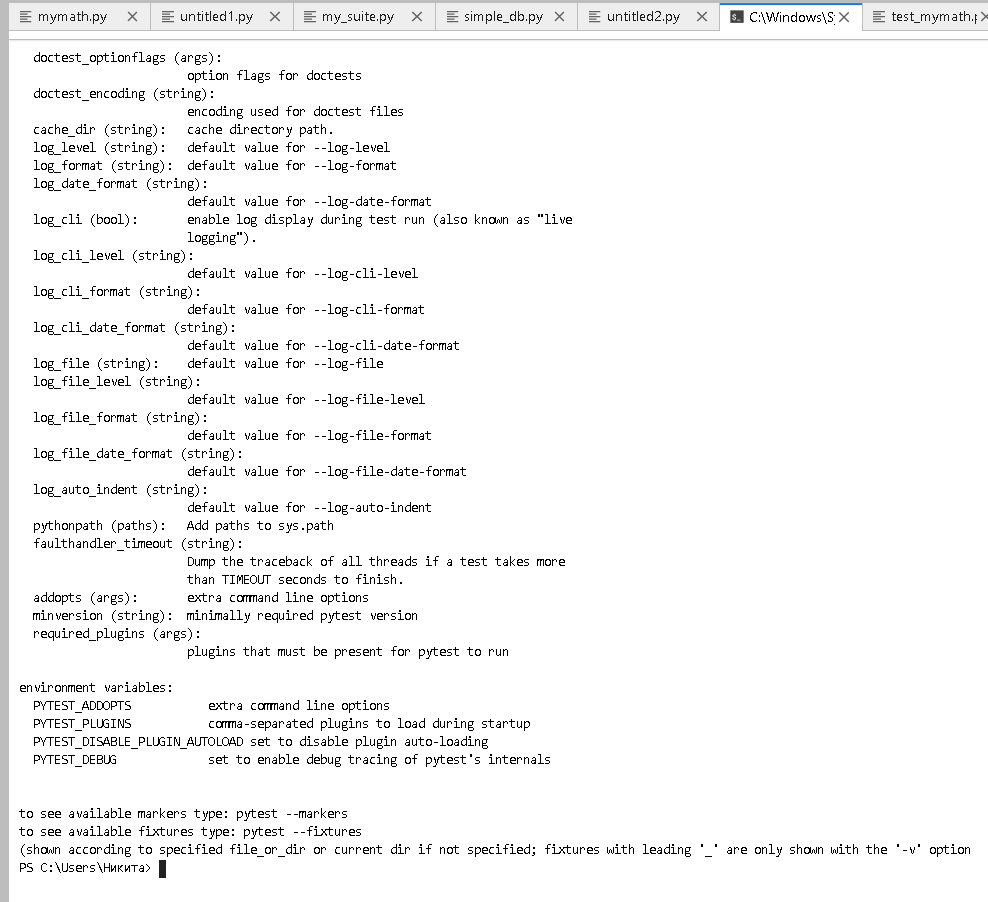 mymath.py untitled1.py my_suite.py simple_db.py untitled2.py C:\Windows\S test_mymath.p
doctest_optionflags (args):
option flags for doctests
doctest_encoding (string):
encoding used for doctest files
cache_dir (string): cache directory path.
log_level (string): default value for --log-level
log_format (string): default value for --log-format
log_date_format (string):
default value for --log-date-format
log_cli (bool): enable log display during test run (also known as "live
logging").
log_cli_level (string):
default value for --log-cli-level
log_cli_format (string):
default value for --log-cli-format
log_cli_date_format (string):
default value for --log-cli-date-format
log_file (string): default value for --log-file
log_file_level (string):
default value for --log-file-level
log_file_format (string):
default value for --log-file-format
log_file_date_format (string):
default value for --log-file-date-format
log_auto_indent (string):
default value for --log-auto-indent
pythonpath (paths): Add paths to sys.path
faulthandler_timeout (string):
Dump the traceback of all threads if a test takes more
than TIMEOUT seconds to finish.
addopts (args): extra command line options
minversion (string): minimally required pytest version
required_plugins (args):
plugins that must be present for pytest to run
environment variables:
PYTEST_ADDOPTS extra command line options
PYTEST_PLUGINS comma-separated plugins to load during startup
PYTEST_DISABLE_PLUGIN_AUTOLOAD set to disable plugin auto-loading
PYTEST_DEBUG set to enable debug tracing of pytest's internals
to see available markers type: pytest --markers
to see available fixtures type: pytest --fixtures
(shown according to specified file_or_dir or current dir if not specified; fixtures with leading '_' are only shown with the '-v' option
PS C:\Users\Никита>